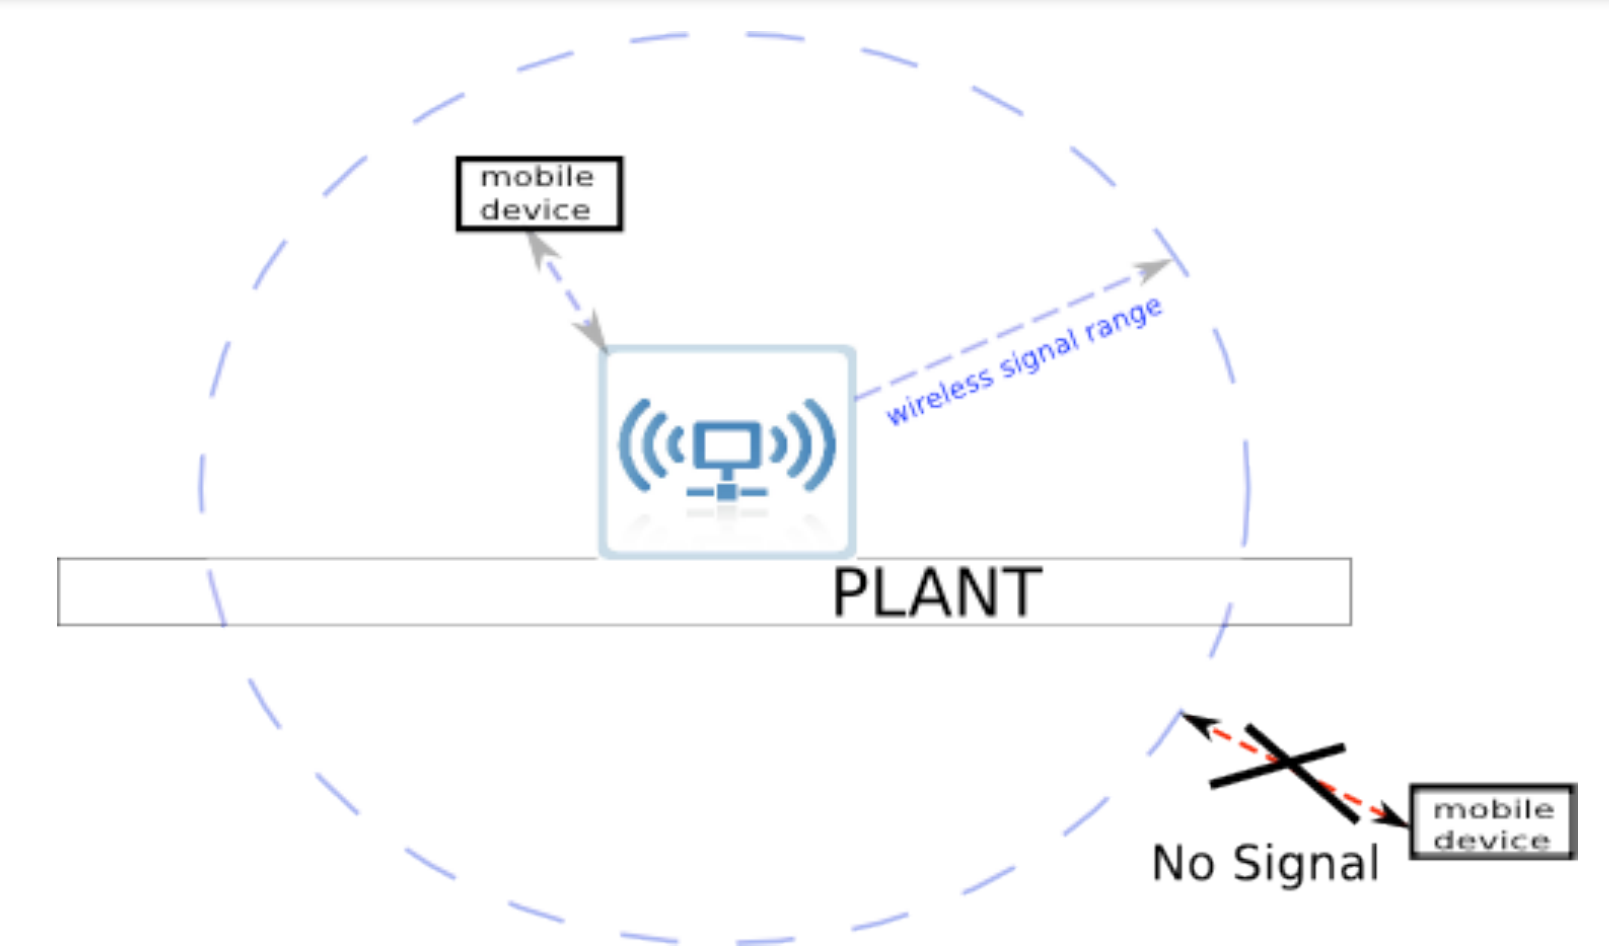 mobile
device
wireless signal range
PLANT
mobile
device
No Signal